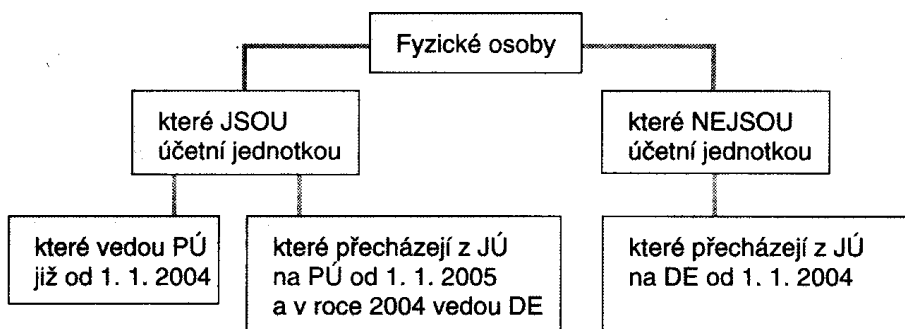 Fyzické osoby
které JSOU
účetní jednotkou
které NEJSOU
účetní jednotkou
které vedou PÚ
již od 1. 1. 2004
které přecházejí z JÚ
na PÚ od 1. 1. 2005
a v roce 2004 vedou DE
které přecházejí z JÚ
na DE od 1. 1. 2004